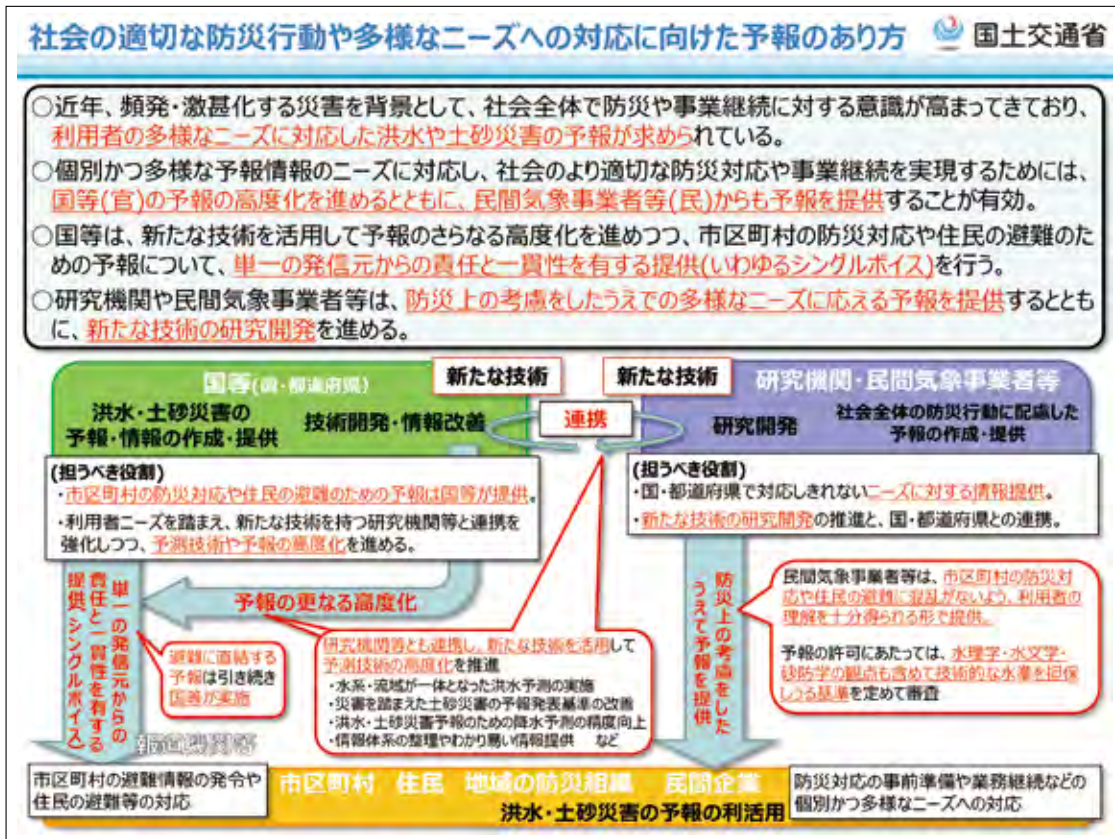 社会の適切な防災行動や多様なニーズへの対応に向けた予報のあり方
国土交通省
○近年、頻発・激甚化する災害を背景として、社会全体で防災や事業継続に対する意識が高まってきており、
利用者の多様なニーズに対応した洪水や土砂災害の予報が求められている。
○個別かつ多様な予報情報のニーズに対応し、社会のより適切な防災対応や事業継続を実現するためには、
国等(官)の予報の高度化を進めるとともに、民間気象事業者等(民)からも予報を提供することが有効。
○国等は、新たな技術を活用して予報のさらなる高度化を進めつつ、市区町村の防災対応や住民の避難のた
めの予報について、単一の発信元からの責任と一貫性を有する提供(いわゆるシングルボイス)を行う。
○研究機関や民間気象事業者等は、防災上の考慮をしたうえでの多様なニーズに応える予報を提供するととも
に、新たな技術の研究開発を進める。
国等(国・都道府県)
新たな技術
新たな技術
研究機関・民間気象事業者等
洪水・土砂災害の
予報・情報の作成・提供
技術開発・情報改善
連携
研究開発
社会全体の防災行動に配慮した
予報の作成・提供
(担うべき役割)
・市区町村の防災対応や住民の避難のための予報は国等が提供。
・利用者ニーズを踏まえ、新たな技術を持つ研究機関等と連携を
強化しつつ、予測技術や予報の高度化を進める。
(担うべき役割)
・国・都道府県で対応しきれないニーズに対する情報提供。
・新たな技術の研究開発の推進と、国・都道府県との連携。
単一の発信元からの
責任と一貫性を有する
提供(シングルボイス)
予報の更なる高度化
避難に直結する
予報は引き続き
国等が実施
研究機関等とも連携し、新たな技術を活用して
予測技術の高度化を推進
・水系・流域が一体となった洪水予測の実施
・災害を踏まえた土砂災害の予報発表基準の改善
・洪水・土砂災害予報のための降水予測の精度向上
・情報体系の整理やわかり易い情報提供 など
防災上の考慮をした
うえで予報を提供
民間気象事業者等は、市区町村の防災対
応や住民の避難に混乱がないよう、利用者の
理解を十分得られる形で提供。
予報の許可にあたっては、水理学・水文学・
砂防学の観点も含めて技術的な水準を担保
しうる基準を定めて審査
報道機関等
市区町村の避難情報の発令や
住民の避難等の対応
市区町村 住民 地域の防災組織 民間企業
洪水・土砂災害の予報の利活用
防災対応の事前準備や業務継続などの
個別かつ多様なニーズへの対応